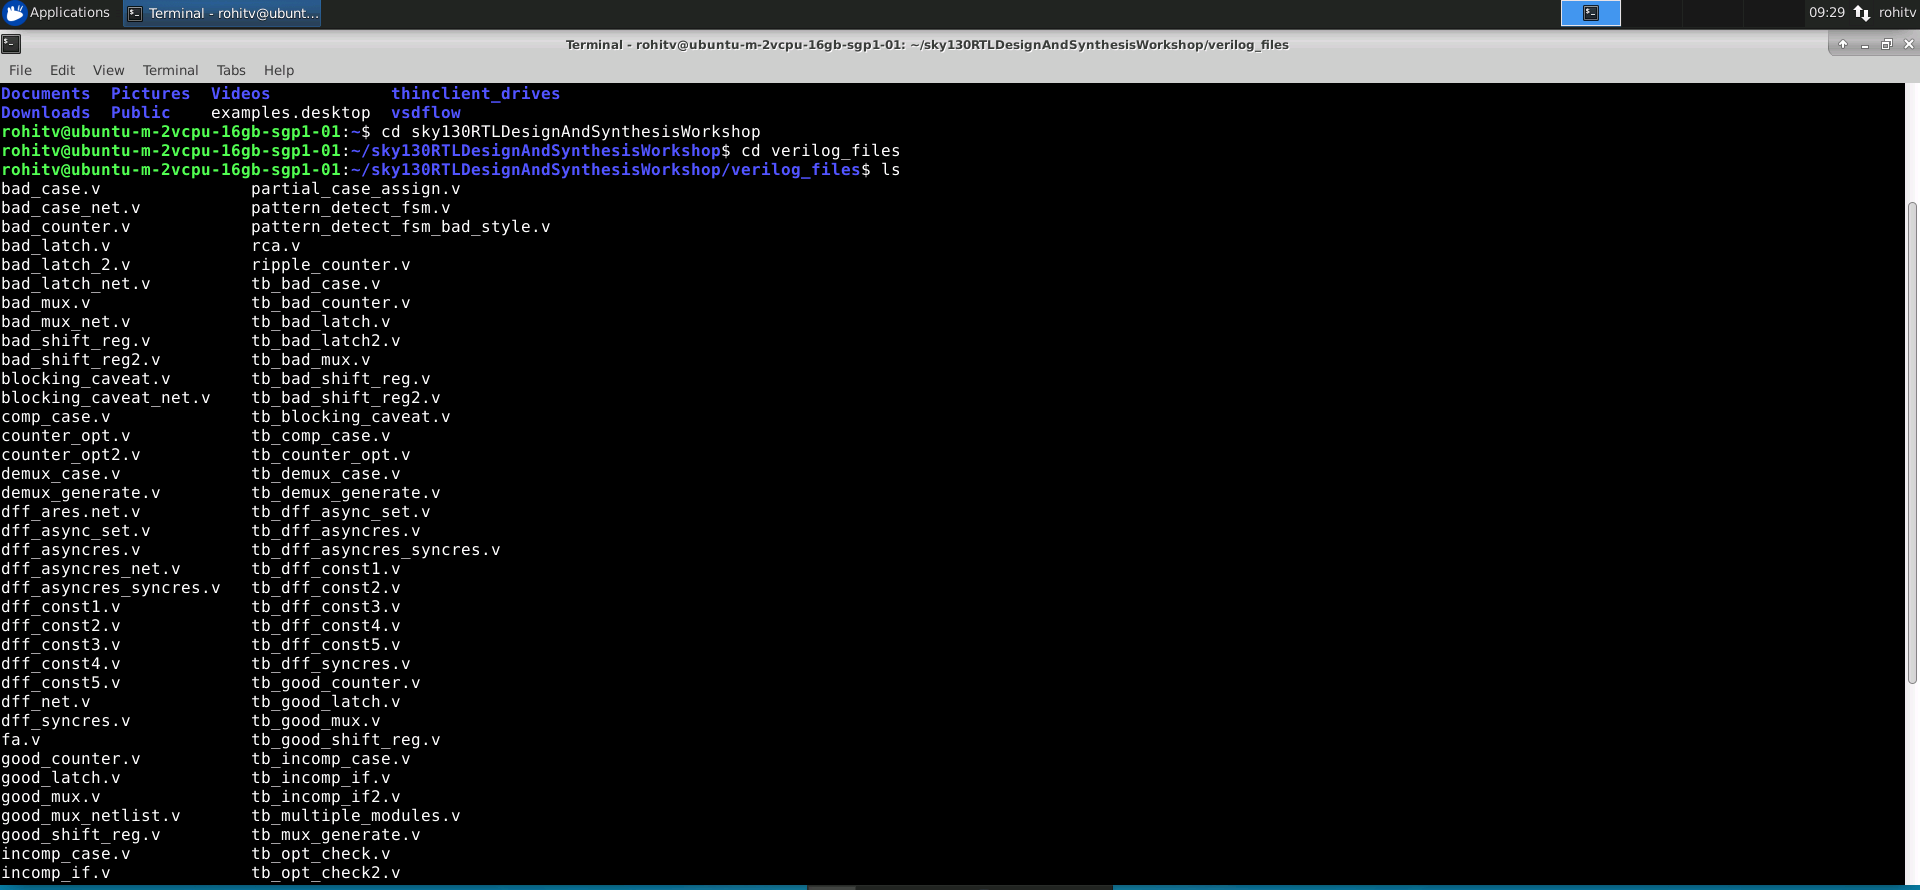 Applications Terminal - rohitv@ubunt... 09:29 rohitv
Terminal - rohitv@ubuntu-m-2vcpu-16gb-sgp1-01: ~/sky130RTLDesignAndSynthesisWorkshop/verilog_files
File Edit View Terminal Tabs Help
Documents Pictures Videos thinclient_drives
Downloads Public examples.desktop vsdflow
rohitv@ubuntu-m-2vcpu-16gb-sgp1-01:~$ cd sky130RTLDesignAndSynthesisWorkshop
rohitv@ubuntu-m-2vcpu-16gb-sgp1-01:~/sky130RTLDesignAndSynthesisWorkshop$ cd verilog_files
rohitv@ubuntu-m-2vcpu-16gb-sgp1-01:~/sky130RTLDesignAndSynthesisWorkshop/verilog_files$ ls
bad_case.v partial_case_assign.v
bad_case_net.v pattern_detect_fsm.v
bad_counter.v pattern_detect_fsm_bad_style.v
bad_latch.v rca.v
bad_latch_2.v ripple_counter.v
bad_latch_net.v tb_bad_case.v
bad_mux.v tb_bad_counter.v
bad_mux_net.v tb_bad_latch.v
bad_shift_reg.v tb_bad_latch2.v
bad_shift_reg2.v tb_bad_mux.v
blocking_caveat.v tb_bad_shift_reg.v
blocking_caveat_net.v tb_bad_shift_reg2.v
comp_case.v tb_blocking_caveat.v
counter_opt.v tb_comp_case.v
counter_opt2.v tb_counter_opt.v
demux_case.v tb_demux_case.v
demux_generate.v tb_demux_generate.v
dff_ares.net.v tb_dff_async_set.v
dff_async_set.v tb_dff_asyncres.v
dff_asyncres.v tb_dff_asyncres_syncres.v
dff_asyncres_net.v tb_dff_const1.v
dff_asyncres_syncres.v tb_dff_const2.v
dff_const1.v tb_dff_const3.v
dff_const2.v tb_dff_const4.v
dff_const3.v tb_dff_const5.v
dff_const4.v tb_dff_syncres.v
dff_const5.v tb_good_counter.v
dff_net.v tb_good_latch.v
dff_syncres.v tb_good_mux.v
fa.v tb_good_shift_reg.v
good_counter.v tb_incomp_case.v
good_latch.v tb_incomp_if.v
good_mux.v tb_incomp_if2.v
good_mux_netlist.v tb_multiple_modules.v
good_shift_reg.v tb_mux_generate.v
incomp_case.v tb_opt_check.v
incomp_if.v tb_opt_check2.v